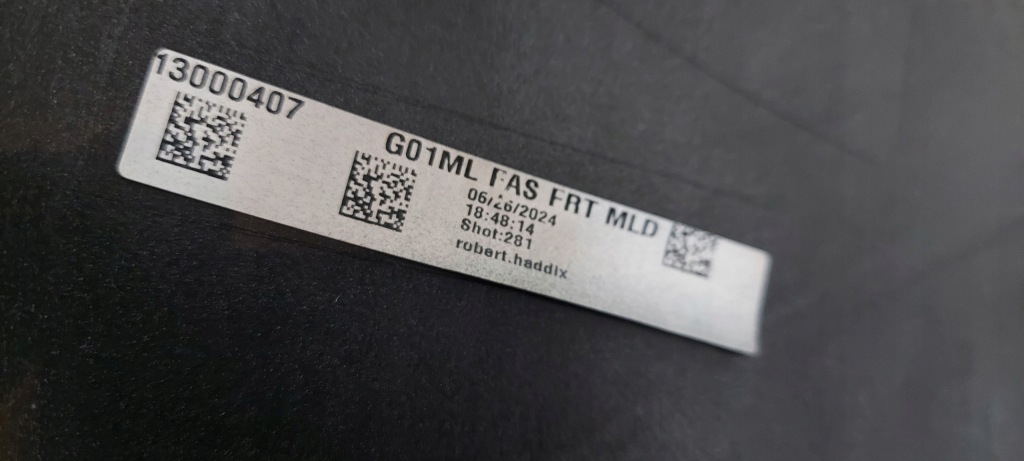 13000407
G01ML FAS FRT MLD
06/26/2024
18:48:14
Shot:281
robert.haddix